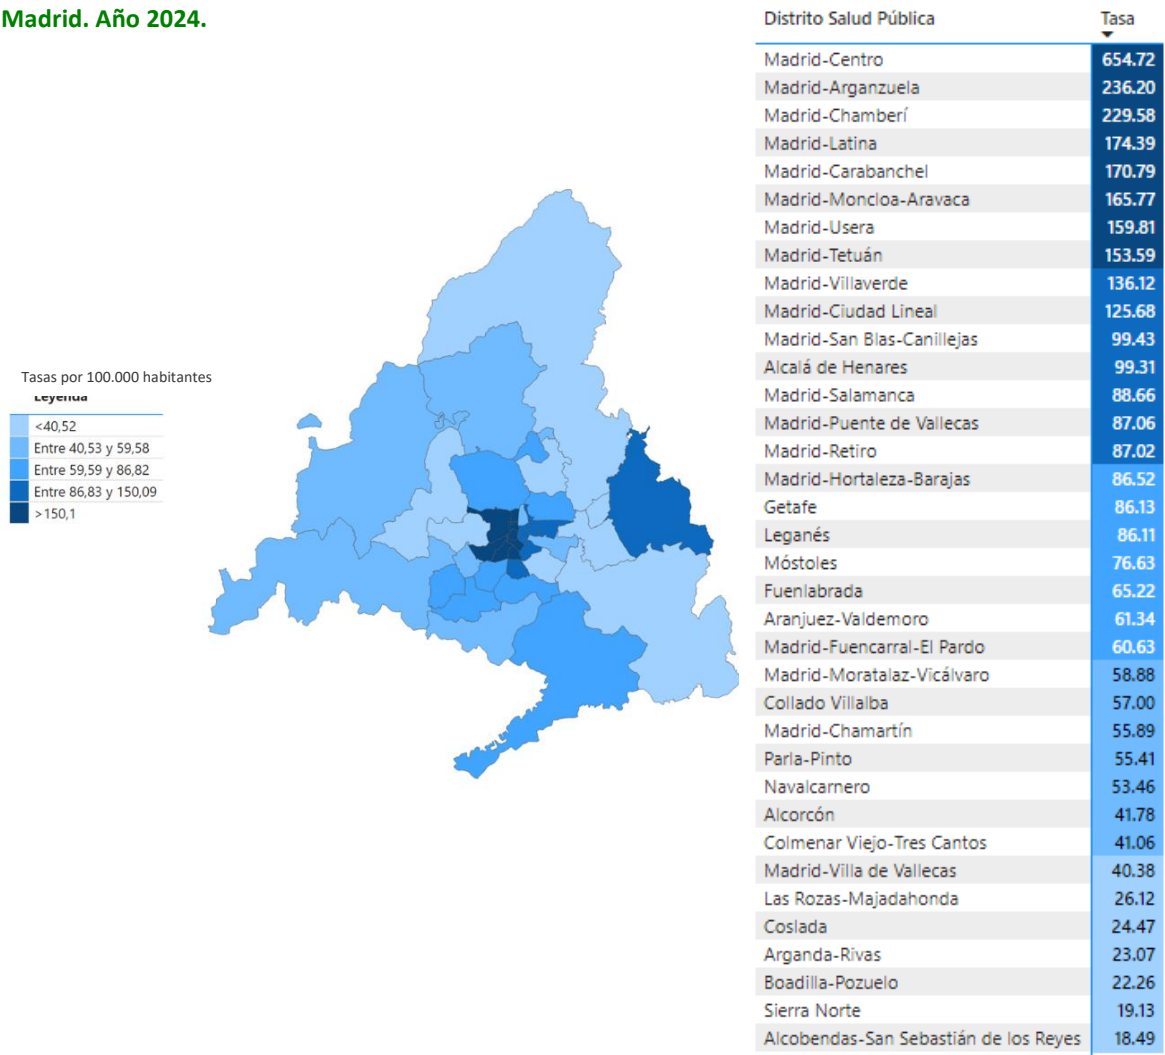 Madrid. Año 2024.
Tasas por 100.000 habitantes
Leyenda
<40,52
Entre 40,53 y 59,58
Entre 59,59 y 86,82
Entre 86,83 y 150,09
>150,1
Distrito Salud Pública Tasa
Madrid-Centro 654.72
Madrid-Arganzuela 236.20
Madrid-Chamberí 229.58
Madrid-Latina 174.39
Madrid-Carabanchel 170.79
Madrid-Moncloa-Aravaca 165.77
Madrid-Usera 159.81
Madrid-Tetuán 153.59
Madrid-Villaverde 136.12
Madrid-Ciudad Lineal 125.68
Madrid-San Blas-Canillejas 99.43
Alcalá de Henares 99.31
Madrid-Salamanca 88.66
Madrid-Puente de Vallecas 87.06
Madrid-Retiro 87.02
Madrid-Hortaleza-Barajas 86.52
Getafe 86.13
Leganés 86.11
Móstoles 76.63
Fuenlabrada 65.22
Aranjuez-Valdemoro 61.34
Madrid-Fuencarral-El Pardo 60.63
Madrid-Moratalaz-Vicálvaro 58.88
Collado Villalba 57.00
Madrid-Chamartín 55.89
Parla-Pinto 55.41
Navalcarnero 53.46
Alcorcón 41.78
Colmenar Viejo-Tres Cantos 41.06
Madrid-Villa de Vallecas 40.38
Las Rozas-Majadahonda 26.12
Coslada 24.47
Arganda-Rivas 23.07
Boadilla-Pozuelo 22.26
Sierra Norte 19.13
Alcobendas-San Sebastián de los Reyes 18.49